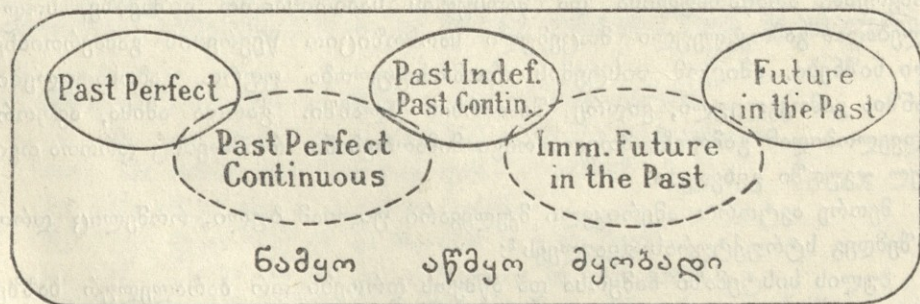 Past Perfect
Past Perfect
Continuous
Past Indef.
Past Contin.
Imm. Future
in the Past
Future
in the Past
ნამყო აწმყო მყობადი